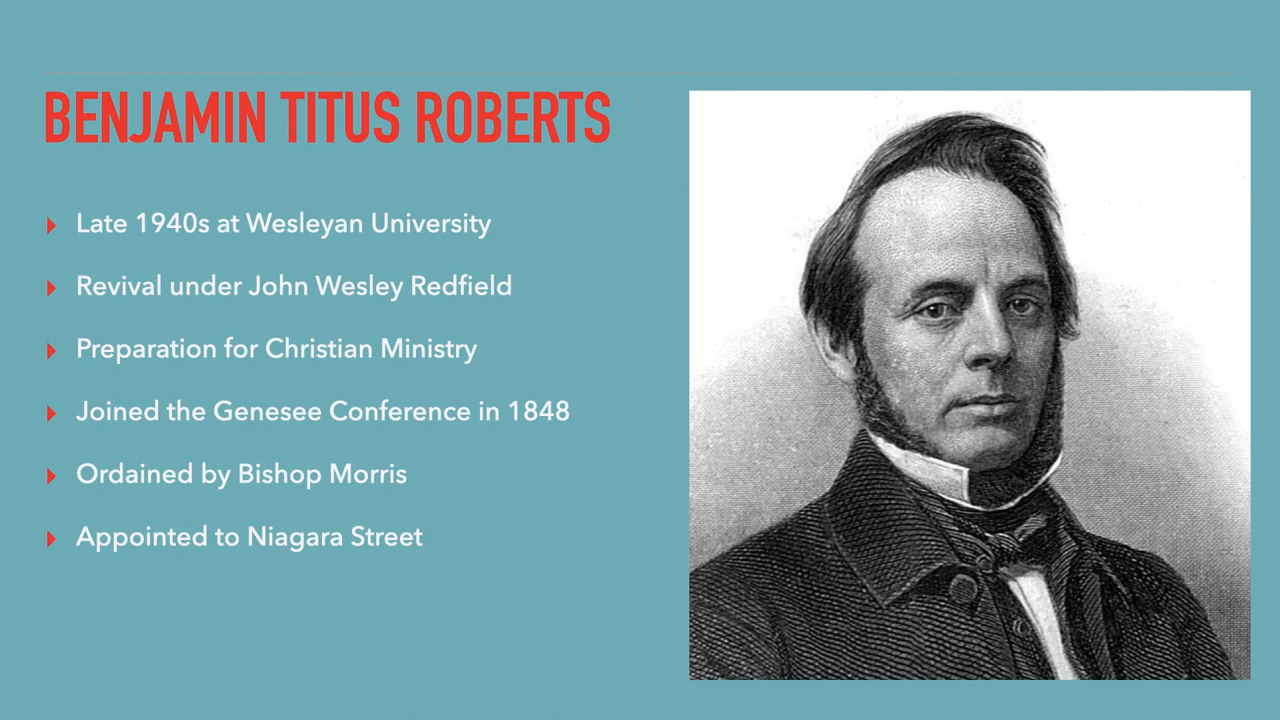 BENJAMIN TITUS ROBERTS
Late 1940s at Wesleyan University
Revival under John Wesley Redfield
Preparation for Christian Ministry
Joined the Genesee Conference in 1848
Ordained by Bishop Morris
Appointed to Niagara Street